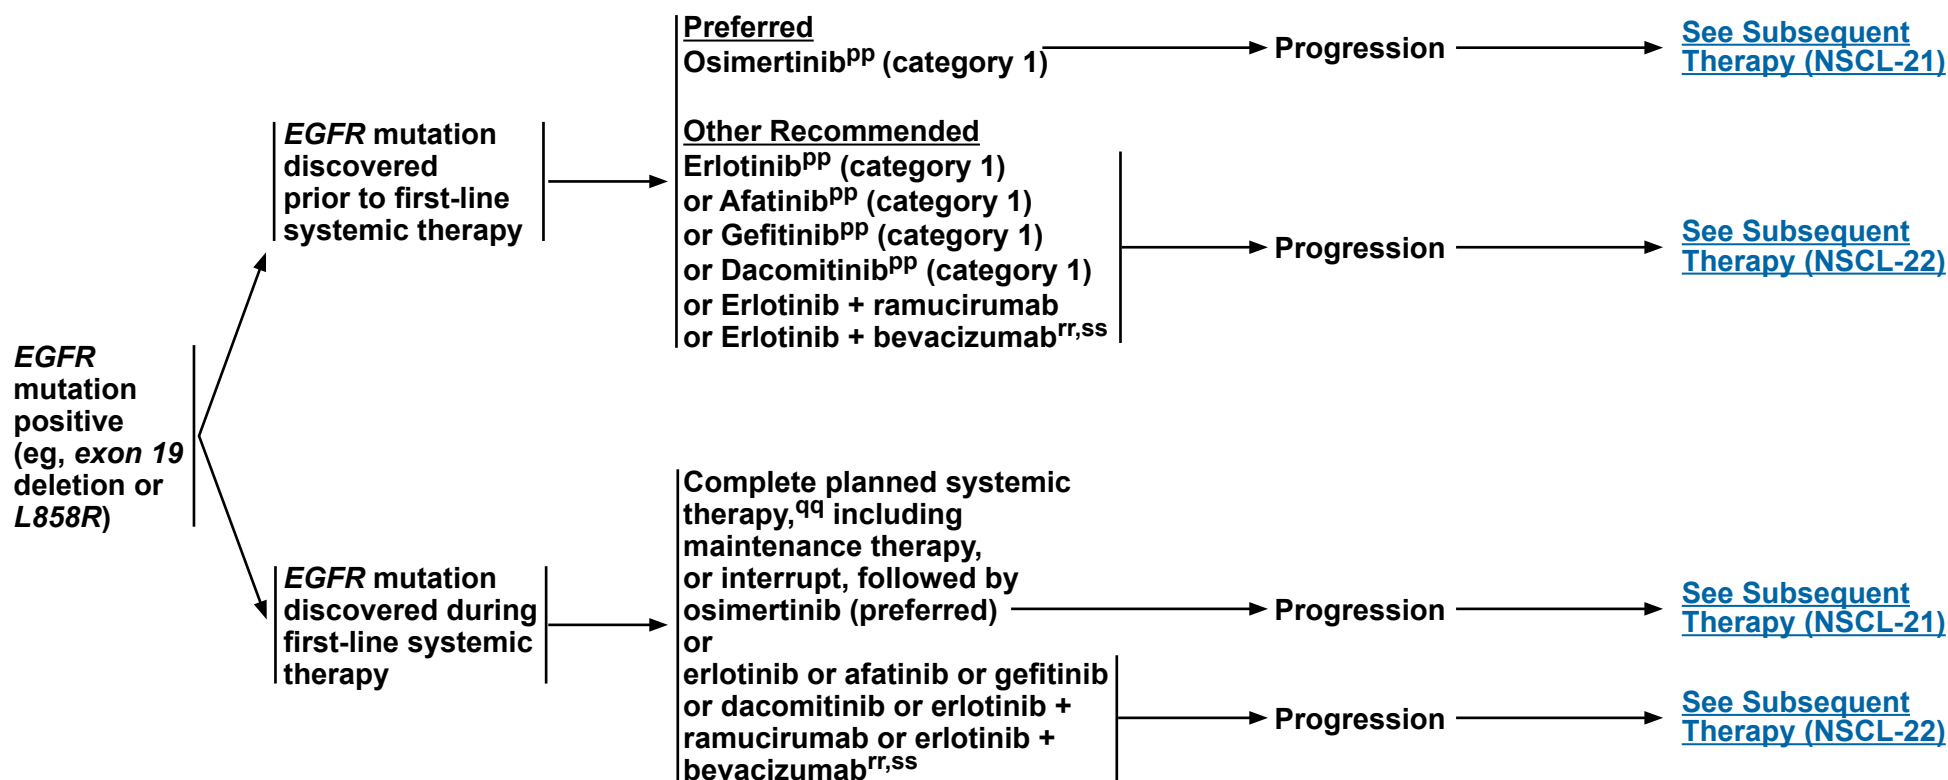 EGFR
mutation
positive
(eg, exon 19
deletion or
L858R)
EGFR mutation
discovered
prior to first-line
systemic therapy
Preferred
Osimertinibpp (category 1)
Progression
See Subsequent
Therapy (NSCL-21)
Other Recommended
Erlotinibpp (category 1)
or Afatinibpp (category 1)
or Gefitinibpp (category 1)
or Dacomitinibpp (category 1)
or Erlotinib + ramucirumab
or Erlotinib + bevacizumabrr,ss
Progression
See Subsequent
Therapy (NSCL-22)
EGFR mutation
discovered during
first-line systemic
therapy
Complete planned systemic
therapy,qq including
maintenance therapy,
or interrupt, followed by
osimertinib (preferred)
Progression
See Subsequent
Therapy (NSCL-21)
or
erlotinib or afatinib or gefitinib
or dacomitinib or erlotinib +
ramucirumab or erlotinib +
bevacizumabrr,ss
Progression
See Subsequent
Therapy (NSCL-22)